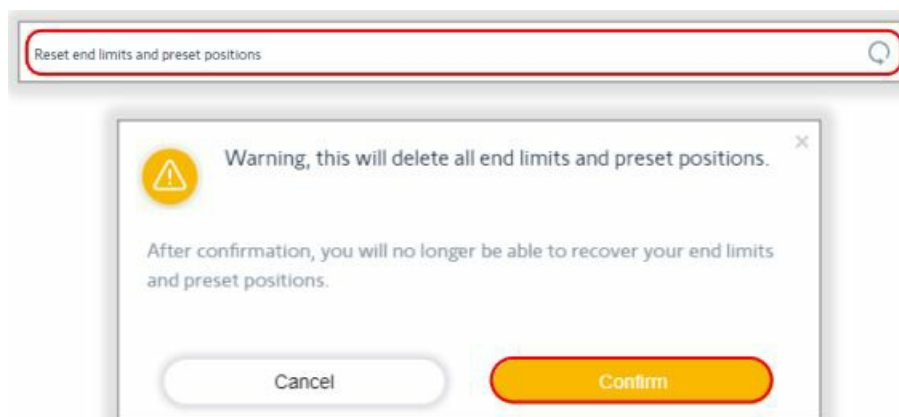 Reset end limits and preset positions
Warning, this will delete all end limits and preset positions.
After confirmation, you will no longer be able to recover your end limits
and preset positions.
Cancel
Confirm